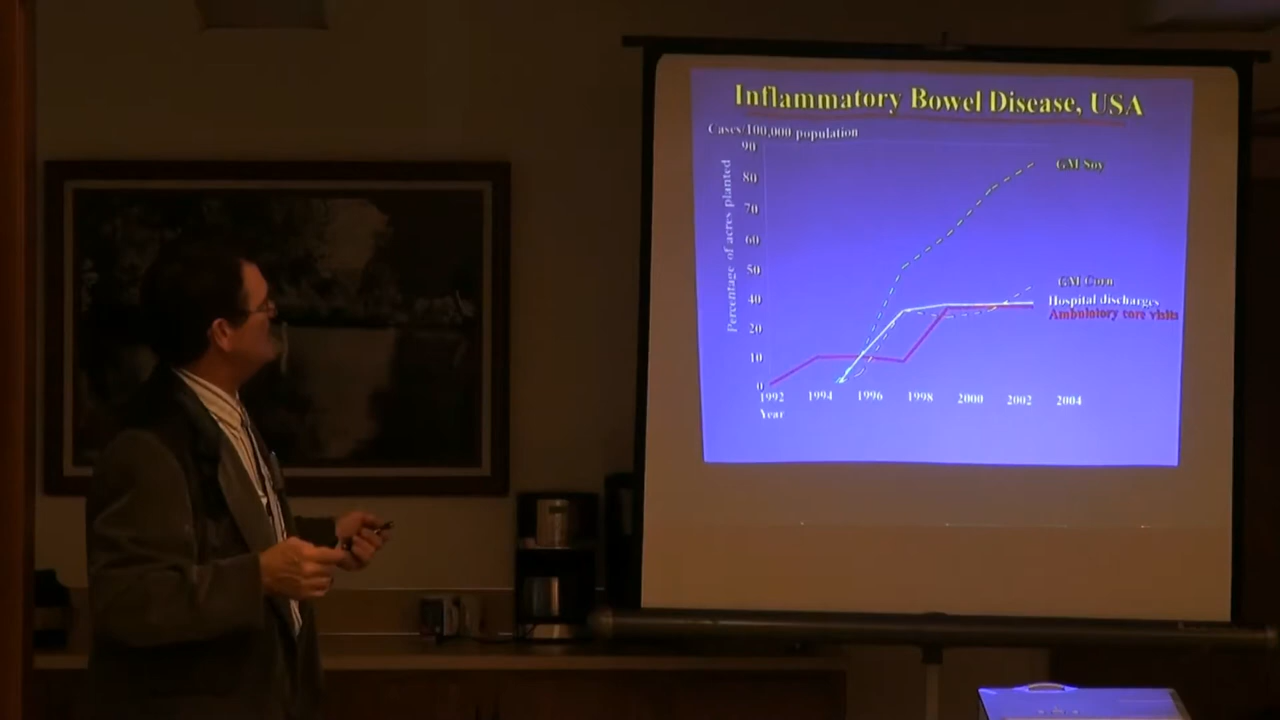 Inflammatory Bowel Disease, USA
Cases/100,000 population
Percentage of acres planted
90
80
70
60
50
40
30
20
10
0
GM Soy
GM Corn
Hospital discharges
Ambulatory care visits
1992 1994 1996 1998 2000 2002 2004
Year